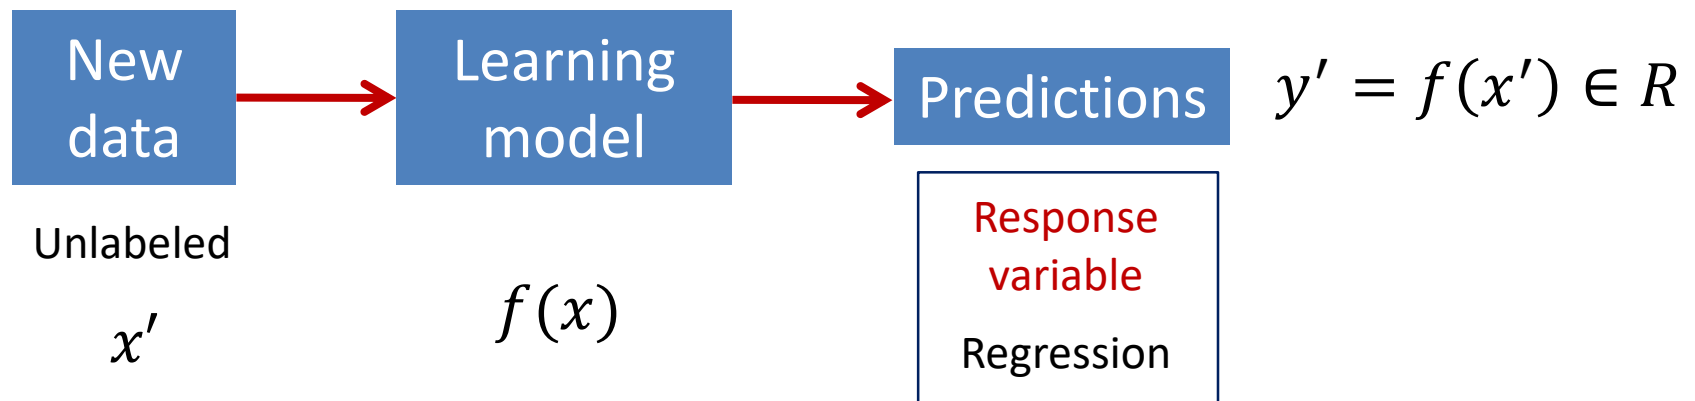 New
data
Learning
model
Predictions
y′ = f(x′) ∈ R
Unlabeled
x′
f(x)
Response
variable
Regression